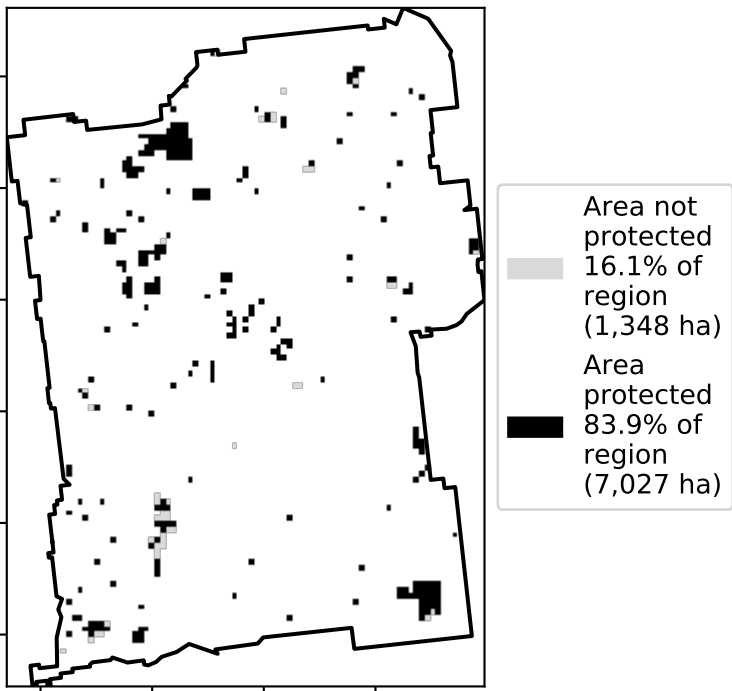 Area not
protected
16.1% of
region
(1,348 ha)
Area
protected
83.9% of
region
(7,027 ha)